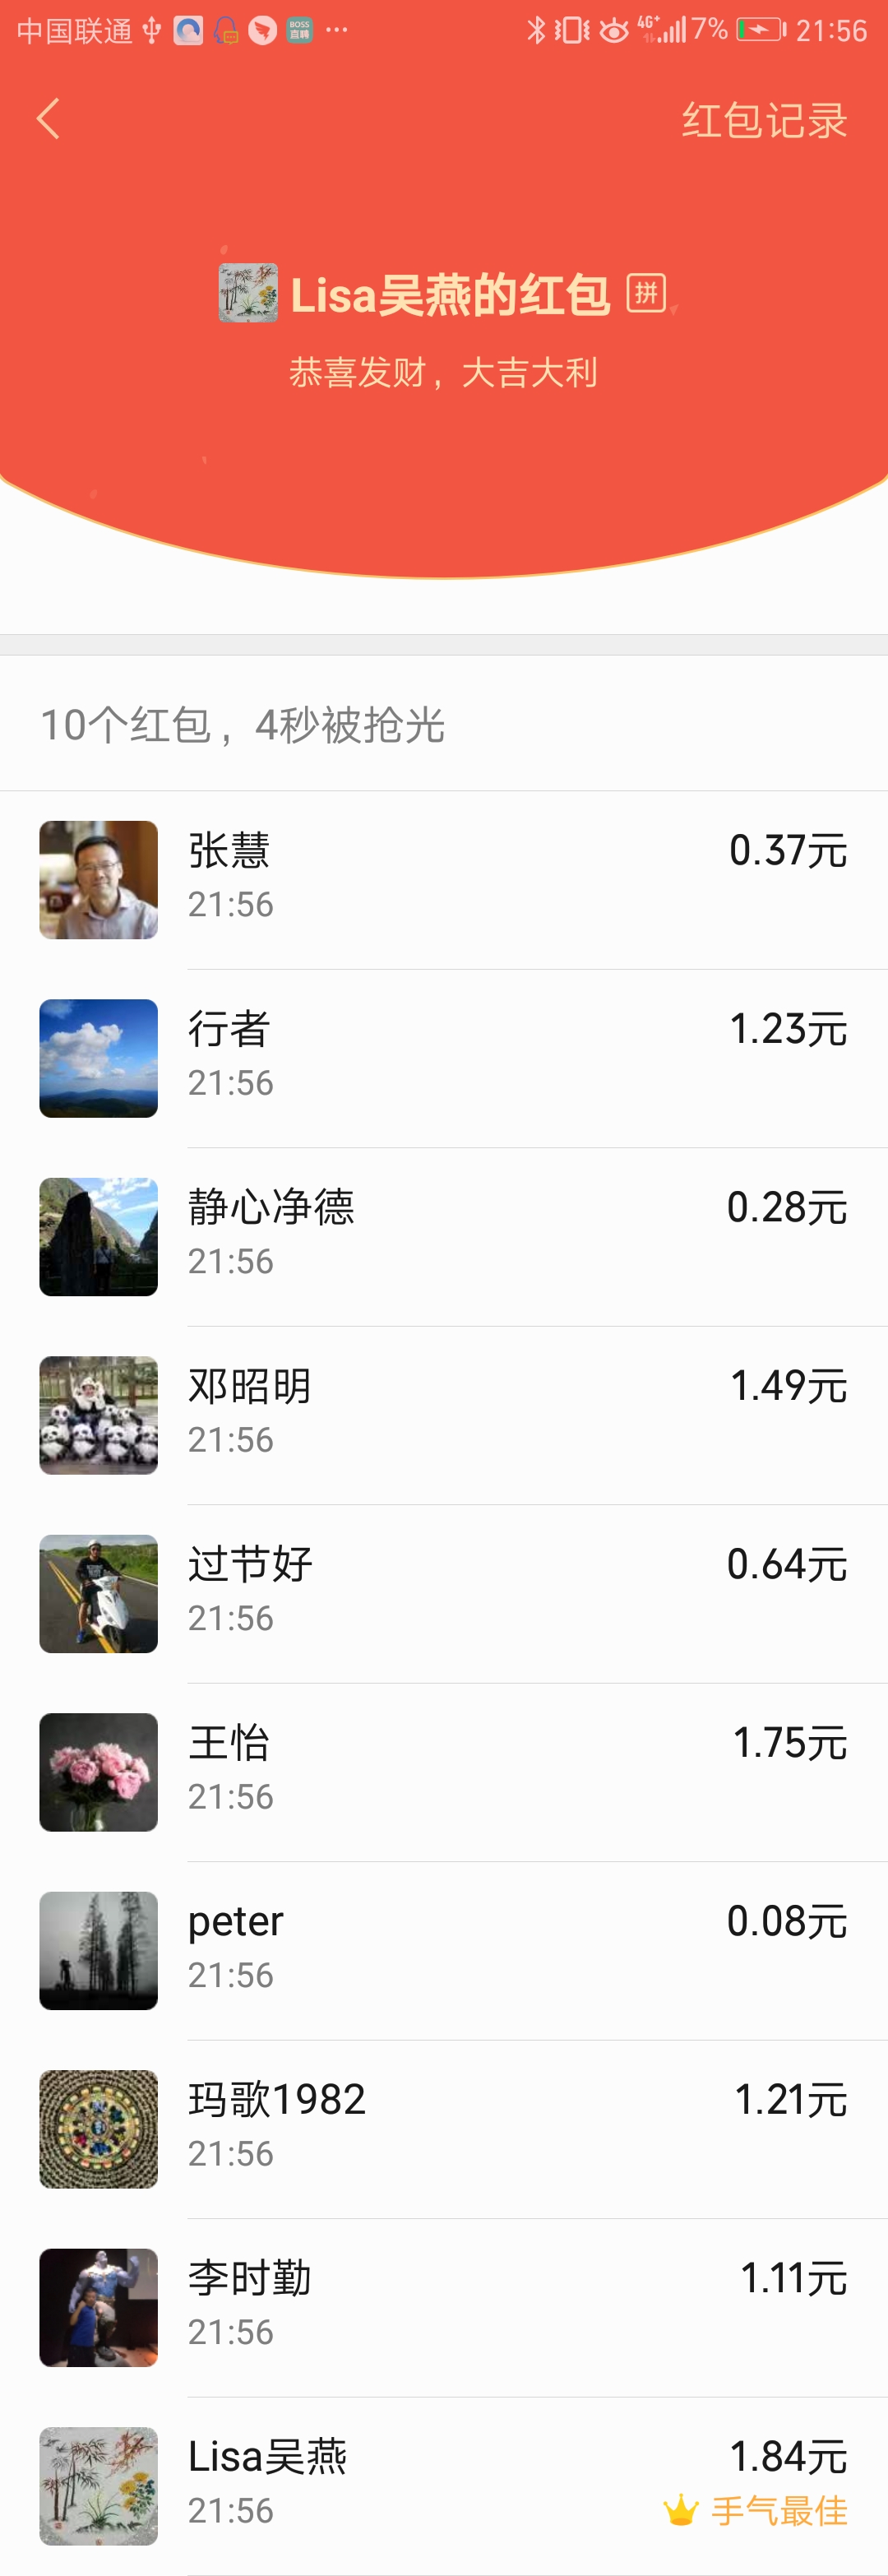 中国联通 BOSS直聘 ··· 4G+ 7% 21:56
红包记录
Lisa吴燕的红包 拼
恭喜发财，大吉大利
10个红包，4秒被抢光
张慧 0.37元
21:56
行者 1.23元
21:56
静心净德 0.28元
21:56
邓昭明 1.49元
21:56
过节好 0.64元
21:56
王怡 1.75元
21:56
peter 0.08元
21:56
玛歌1982 1.21元
21:56
李时勤 1.11元
21:56
Lisa吴燕 1.84元
21:56 手气最佳